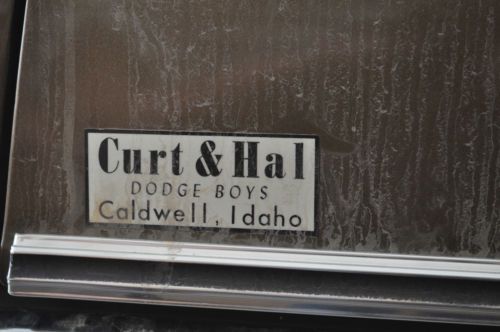 Curt & Hal
DODGE BOYS
Caldwell, Idaho